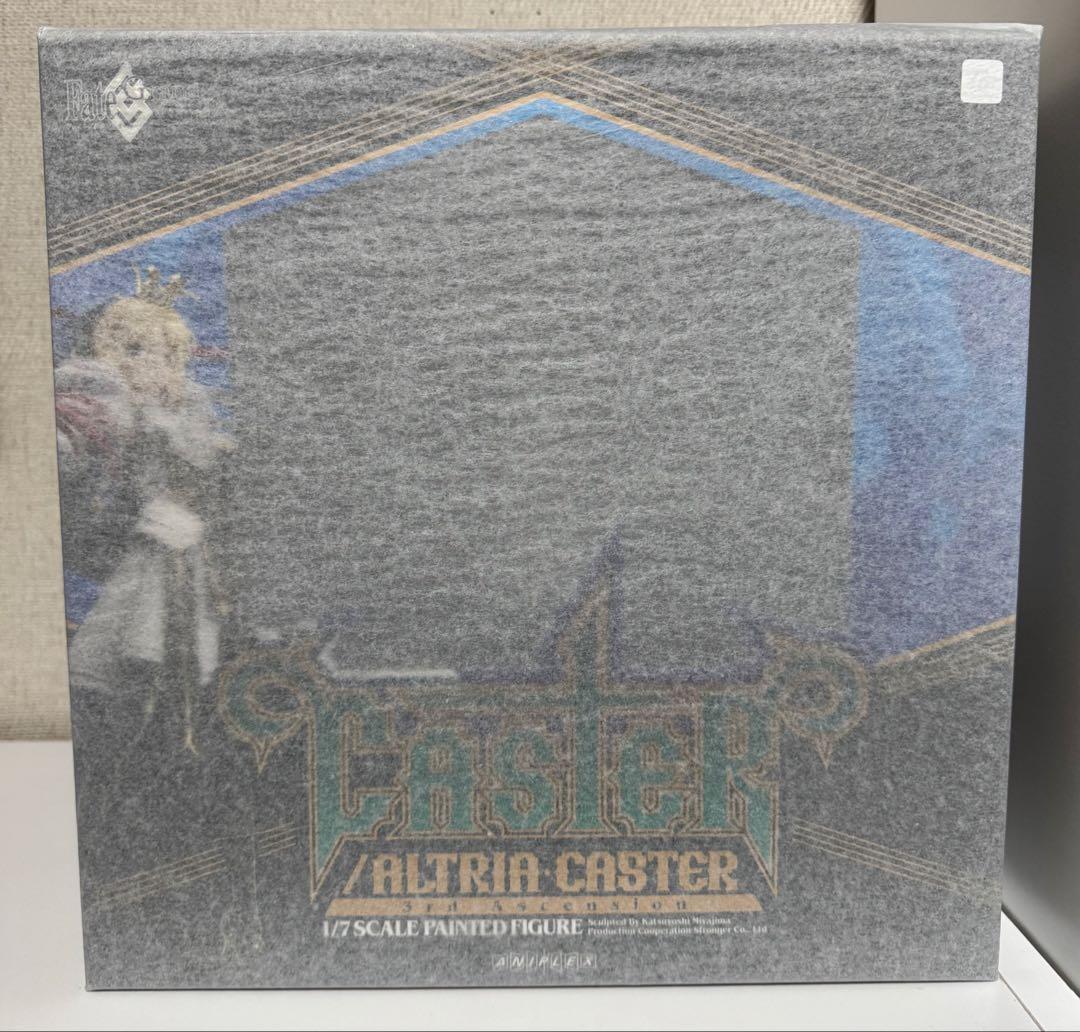 Fate
CASTER
/ALTRIA·CASTER
3rd Ascension
1/7 SCALE PAINTED FIGURE
Sculpted by Katsuyoshi Miyajima
Production Cooperation Stronger Co., Ltd
ANIPLEX